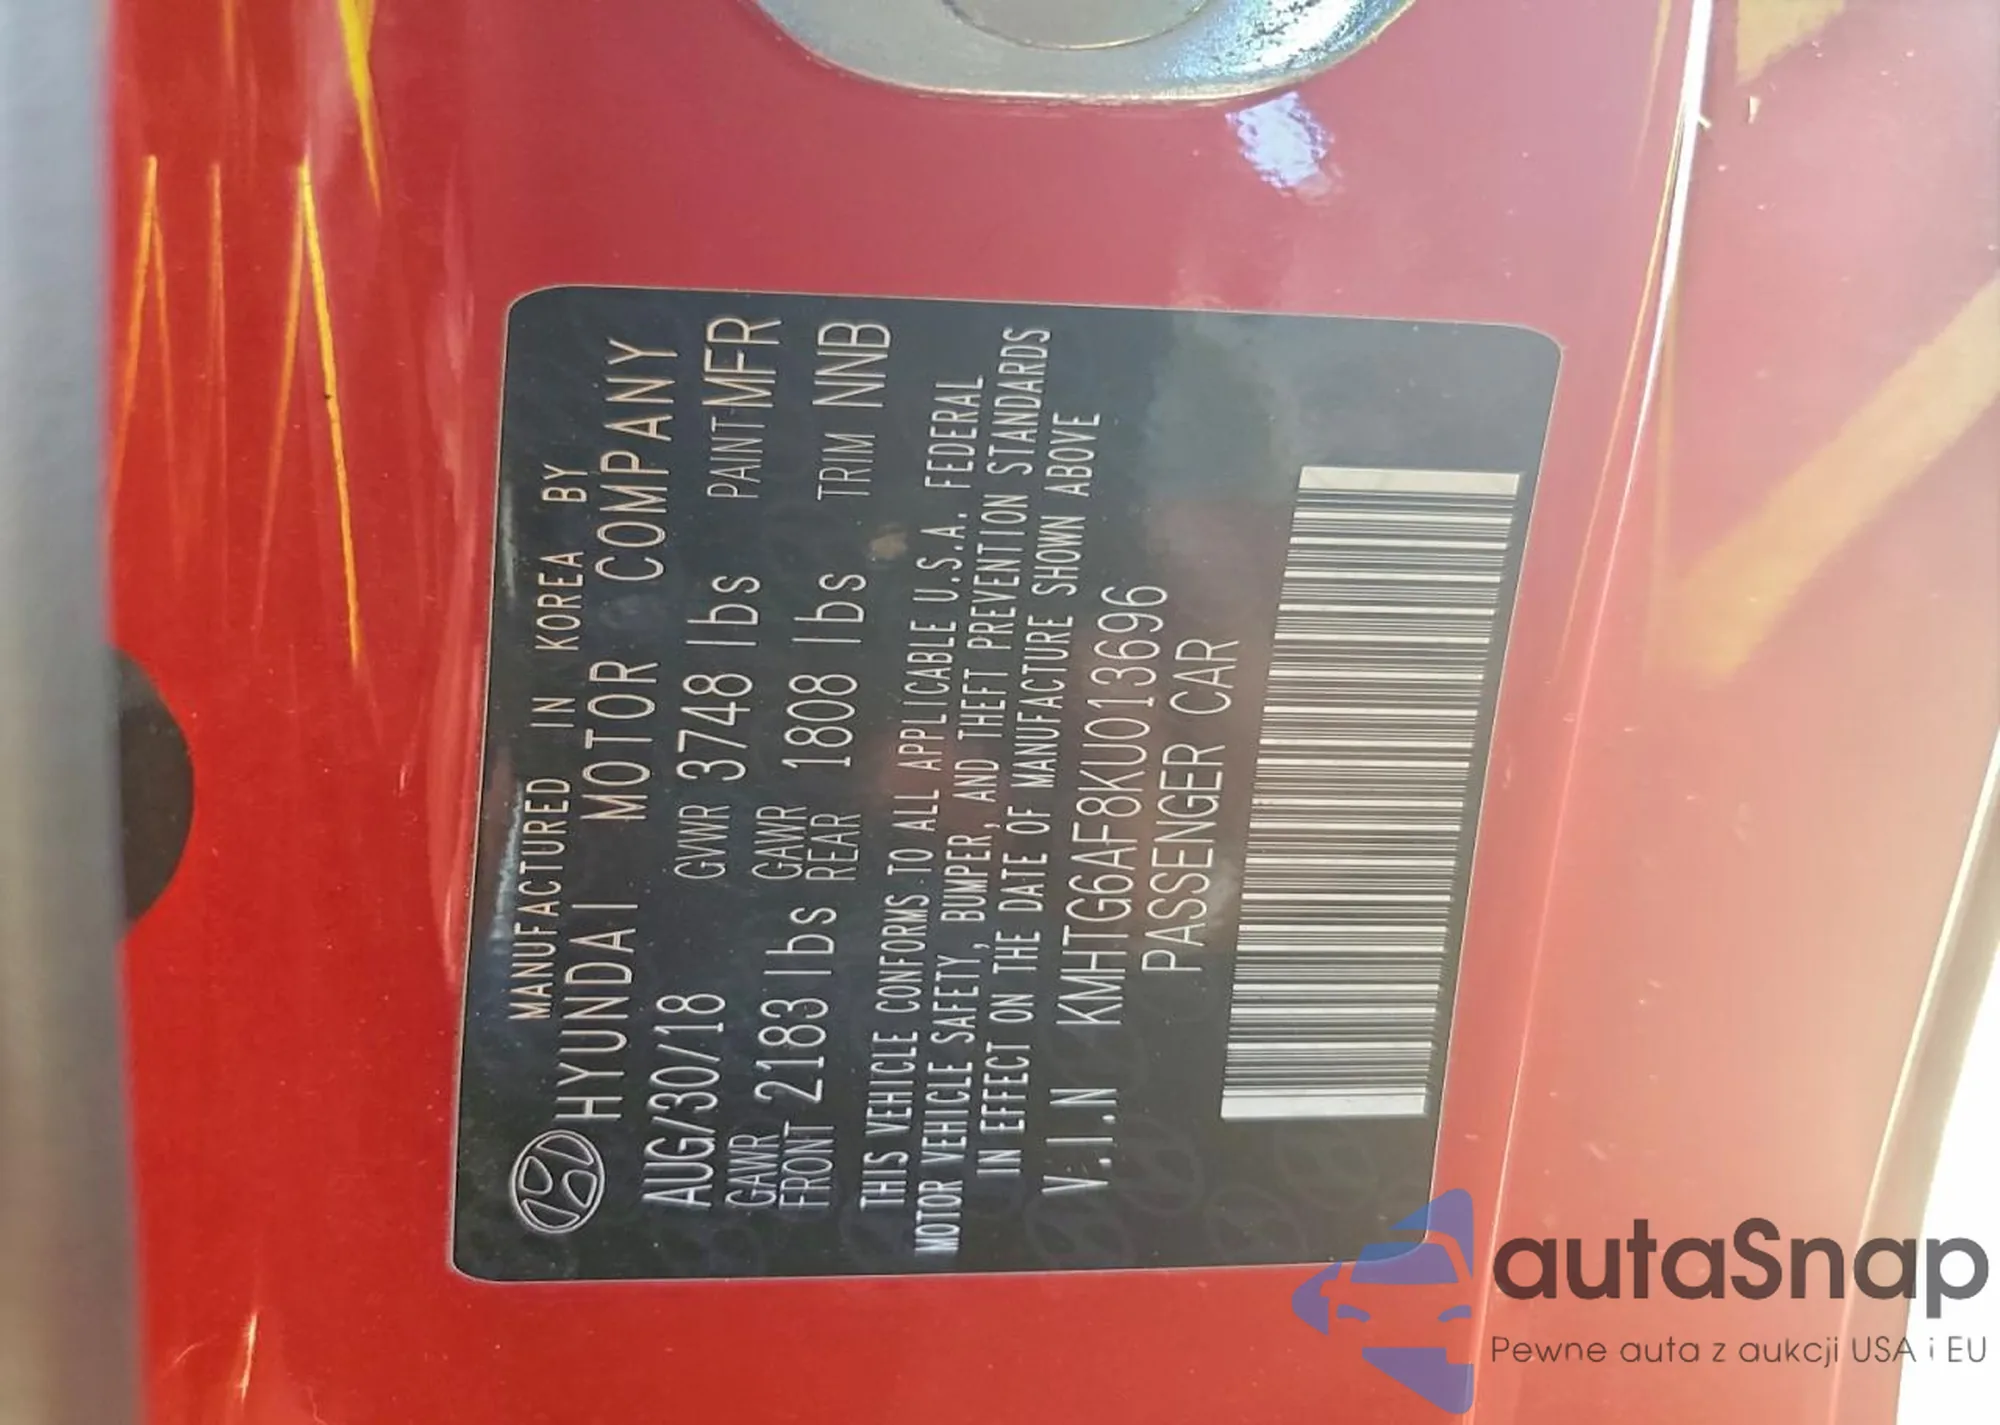 MANUFACTURED IN KOREA BY
HYUNDAI MOTOR COMPANY
AUG/30/18 GVWR 3748 lbs PAINT MFR
GAWR FRONT 2183 lbs GAWR REAR 1808 lbs TRIM NNB
THIS VEHICLE CONFORMS TO ALL APPLICABLE U.S.A. FEDERAL
MOTOR VEHICLE SAFETY, BUMPER, AND THEFT PREVENTION STANDARDS
IN EFFECT ON THE DATE OF MANUFACTURE SHOWN ABOVE
V.I.N KMHTG6AF8KU013696
PASSENGER CAR
autaSnap
Pewne auta z aukcji USA i EU